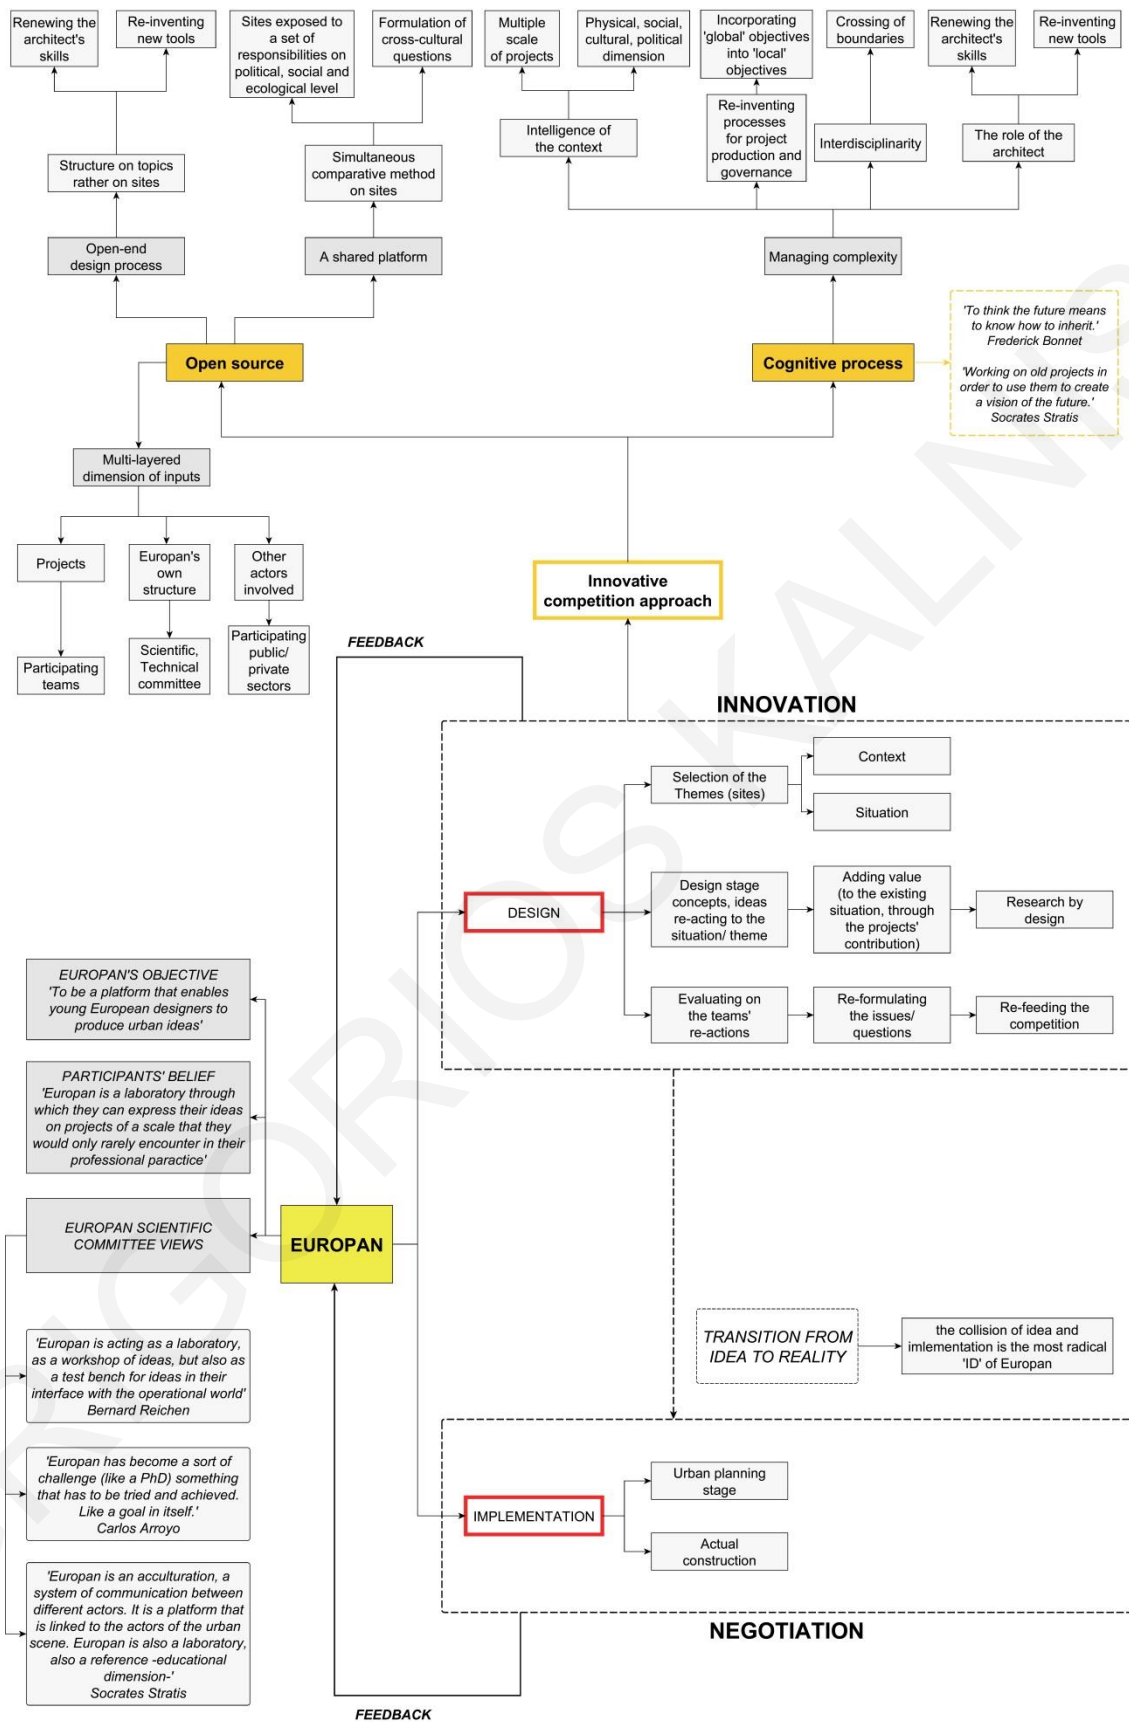 Renewing the
architect's
skills
Re-inventing
new tools
Sites exposed to
a set of
responsibilities on
political, social and
ecological level
Formulation of
cross-cultural
questions
Multiple
scale
of projects
Physical, social,
cultural, political
dimension
Incorporating
'global' objectives
into 'local'
objectives
Crossing of
boundaries
Renewing the
architect's
skills
Re-inventing
new tools
Structure on topics
rather on sites
Simultaneous
comparative method
on sites
Intelligence of
the context
Re-inventing
processes
for project
production and
governance
Interdisciplinarity
The role of the
architect
Open-end
design process
A shared platform
Managing complexity
Open source
Cognitive process
'To think the future means
to know how to inherit.'
Frederick Bonnet
'Working on old projects in
order to use them to create
a vision of the future.'
Socrates Stratis
Multi-layered
dimension of inputs
Projects
Europan's
own
structure
Other
actors
involved
Participating
teams
Scientific,
Technical
committee
Participating
public/
private
sectors
Innovative
competition approach
FEEDBACK
INNOVATION
Selection of the
Themes (sites)
Context
Situation
DESIGN
Design stage
concepts, ideas
re-acting to the
situation/ theme
Adding value
(to the existing
situation, through
the projects'
contribution)
Research by
design
Evaluating on
the teams'
re-actions
Re-formulating
the issues/
questions
Re-feeding the
competition
EUROPAN'S OBJECTIVE
'To be a platform that enables
young European designers to
produce urban ideas'
PARTICIPANTS' BELIEF
'Europan is a laboratory through
which they can express their ideas
on projects of a scale that they
would only rarely encounter in their
professional paractice'
EUROPAN SCIENTIFIC
COMMITTEE VIEWS
EUROPAN
'Europan is acting as a laboratory,
as a workshop of ideas, but also as
a test bench for ideas in their
interface with the operational world'
Bernard Reichen
'Europan has become a sort of
challenge (like a PhD) something
that has to be tried and achieved.
Like a goal in itself.'
Carlos Arroyo
'Europan is an acculturation, a
system of communication between
different actors. It is a platform that
is linked to the actors of the urban
scene. Europan is also a laboratory,
also a reference -educational
dimension-'
Socrates Stratis
TRANSITION FROM
IDEA TO REALITY
the collision of idea and
imlementation is the most radical
'ID' of Europan
IMPLEMENTATION
Urban planning
stage
Actual
construction
NEGOTIATION
FEEDBACK
RIGORIOS KALNIS